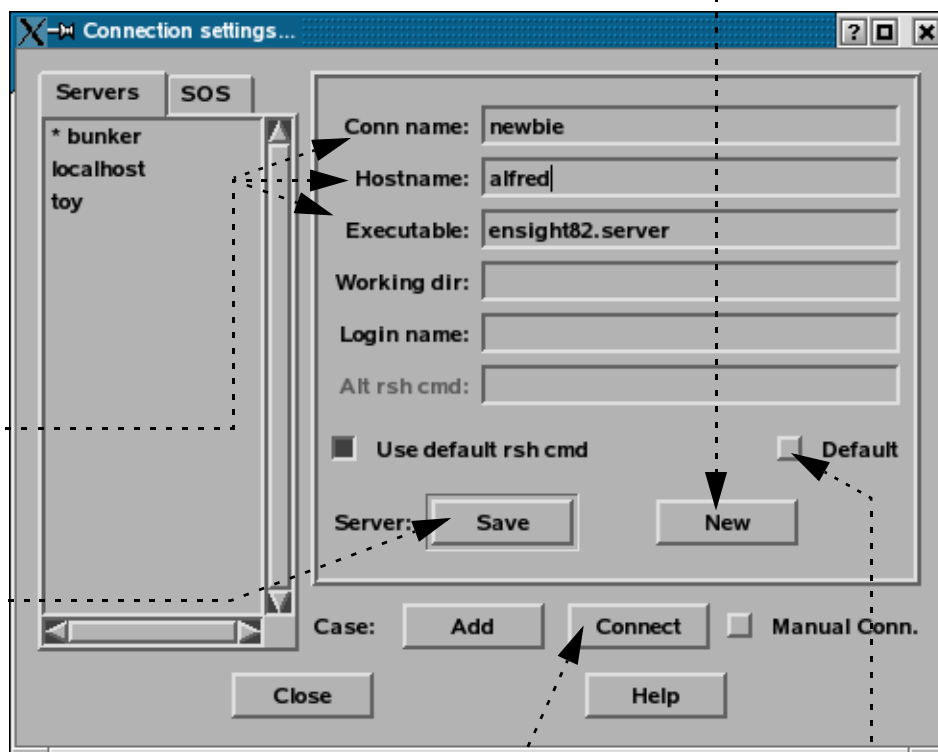 Connection settings...
Servers
SOS
* bunker
localhost
toy
Conn name: newbie
Hostname: alfred
Executable: ensight82.server
Working dir:
Login name:
Alt rsh cmd:
Use default rsh cmd
Default
Server: Save New
Case: Add Connect Manual Conn.
Close Help